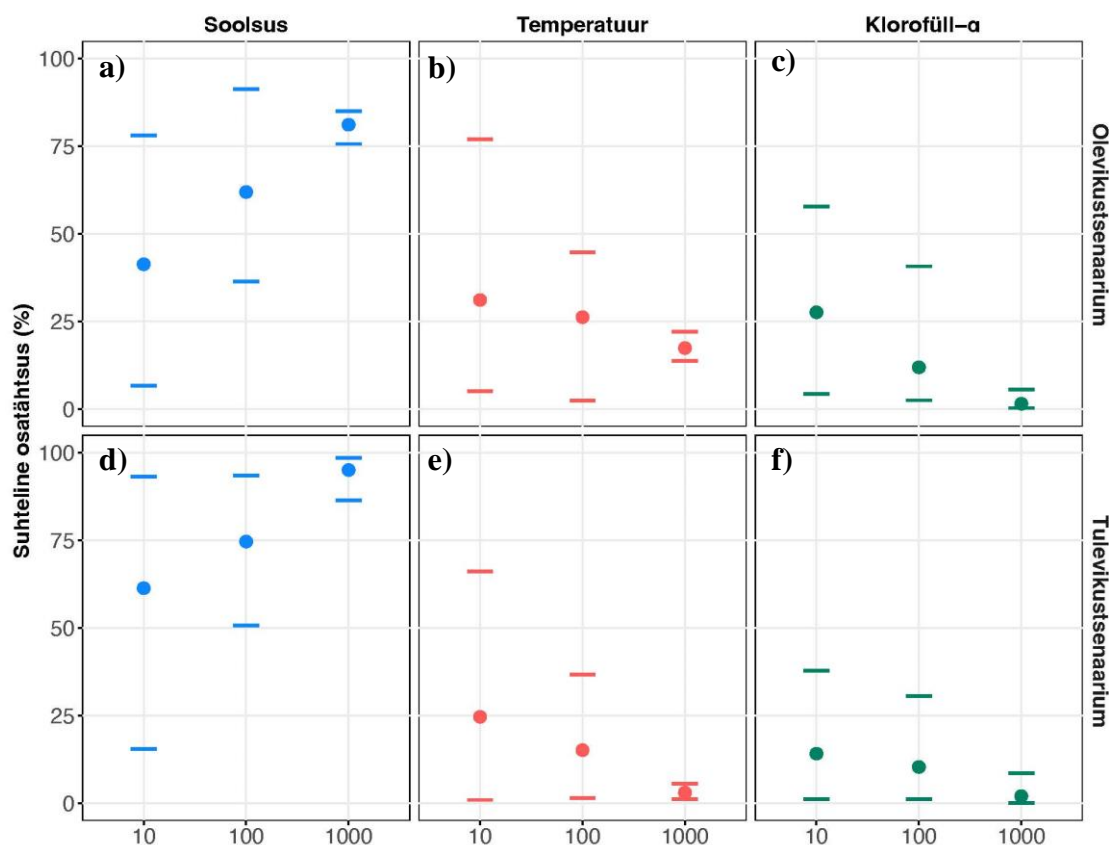 Soolsus Temperatuur Klorofüll–α
Suhteline osatähtsus (%)
a) b) c)
100
75
50
25
0
Olevikustsenaarium
d) e) f)
100
75
50
25
0
Tulevikustsenaarium
10 100 1000 10 100 1000 10 100 1000